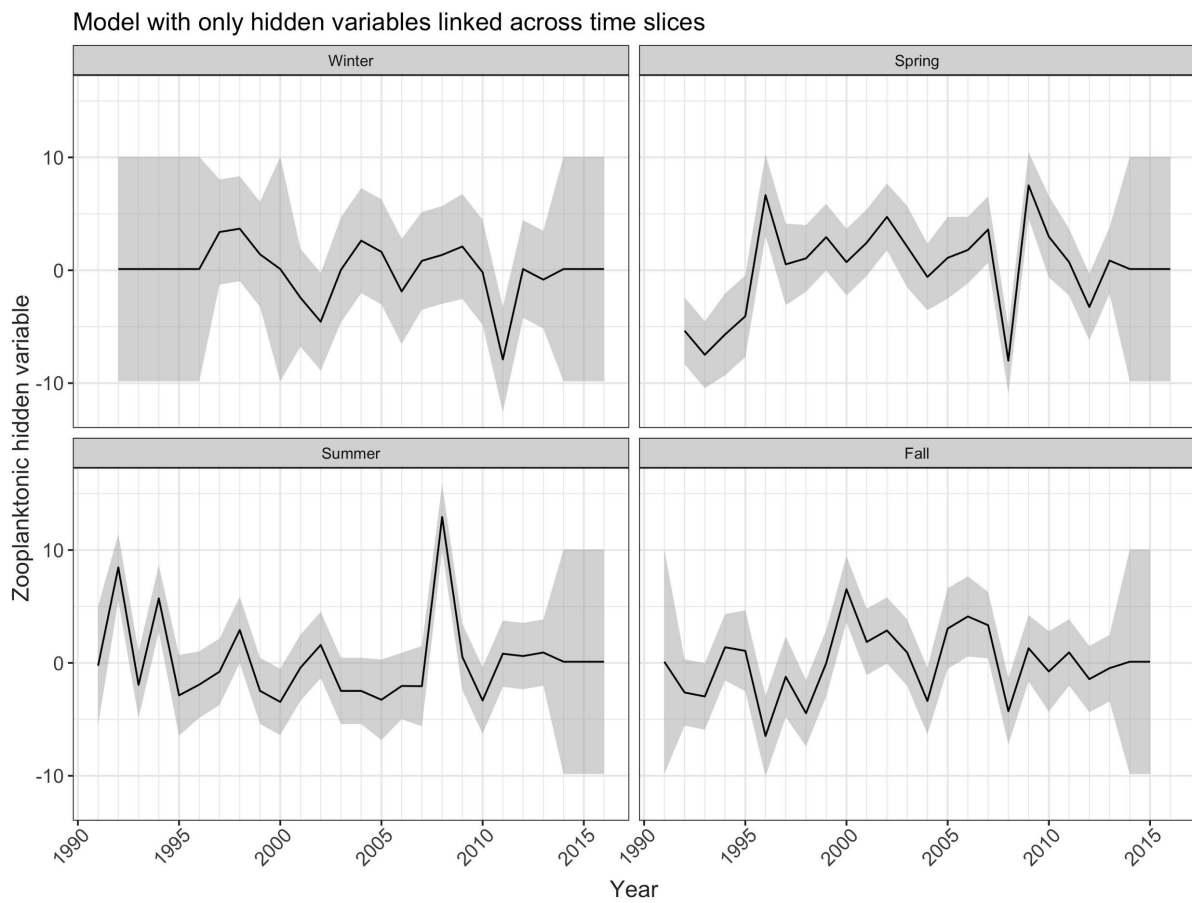 Model with only hidden variables linked across time slices
Winter
Spring
10
0
-10
Summer
Fall
10
0
-10
Zooplanktonic hidden variable
1990
1995
2000
2005
2010
2015
1990
1995
2000
2005
2010
2015
Year